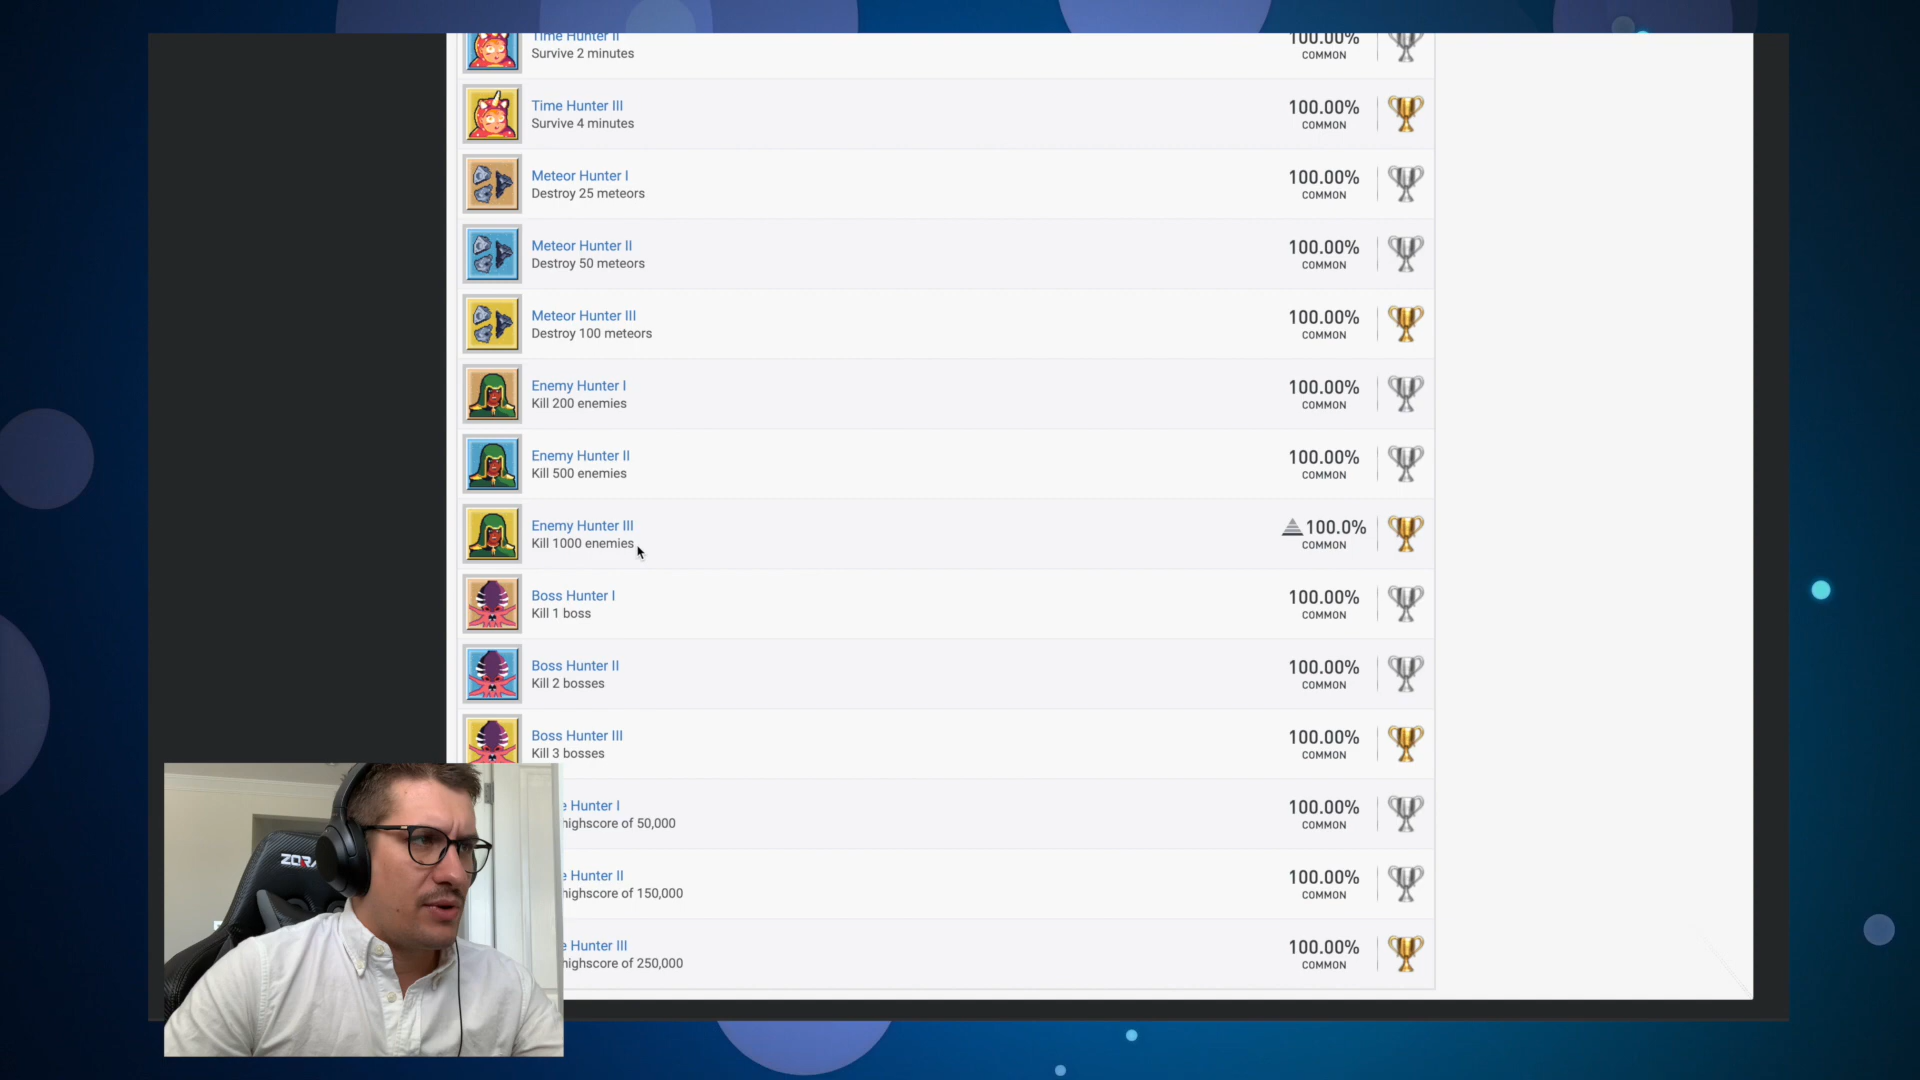 Time Hunter II
Survive 2 minutes
100.00%
COMMON
Time Hunter III
Survive 4 minutes
100.00%
COMMON
Meteor Hunter I
Destroy 25 meteors
100.00%
COMMON
Meteor Hunter II
Destroy 50 meteors
100.00%
COMMON
Meteor Hunter III
Destroy 100 meteors
100.00%
COMMON
Enemy Hunter I
Kill 200 enemies
100.00%
COMMON
Enemy Hunter II
Kill 500 enemies
100.00%
COMMON
Enemy Hunter III
Kill 1000 enemies
100.0%
COMMON
Boss Hunter I
Kill 1 boss
100.00%
COMMON
Boss Hunter II
Kill 2 bosses
100.00%
COMMON
Boss Hunter III
Kill 3 bosses
100.00%
COMMON
e Hunter I
highscore of 50,000
100.00%
COMMON
e Hunter II
highscore of 150,000
100.00%
COMMON
e Hunter III
highscore of 250,000
100.00%
COMMON